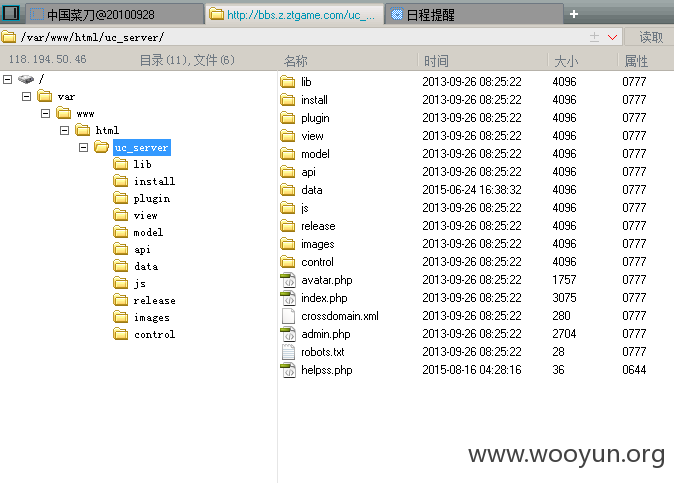 中国菜刀@20100928 http://bbs.z.ztgame.com/uc_... 日程提醒 +
/var/www/html/uc_server/ 读取
118.194.50.46 目录(11),文件(6) 名称 时间 大小 属性
/
var
www
html
uc_server
lib
install
plugin
view
model
api
data
js
release
images
control
lib 2013-09-26 08:25:22 4096 0777
install 2013-09-26 08:25:22 4096 0777
plugin 2013-09-26 08:25:22 4096 0777
view 2013-09-26 08:25:22 4096 0777
model 2013-09-26 08:25:22 4096 0777
api 2013-09-26 08:25:22 4096 0777
data 2015-06-24 16:38:32 4096 0777
js 2013-09-26 08:25:22 4096 0777
release 2013-09-26 08:25:22 4096 0777
images 2013-09-26 08:25:22 4096 0777
control 2013-09-26 08:25:22 4096 0777
avatar.php 2013-09-26 08:25:22 1757 0777
index.php 2013-09-26 08:25:22 3075 0777
crossdomain.xml 2013-09-26 08:25:22 280 0777
admin.php 2013-09-26 08:25:22 2704 0777
robots.txt 2013-09-26 08:25:22 28 0777
helpss.php 2015-08-16 04:28:16 36 0644
www.wooyun.org